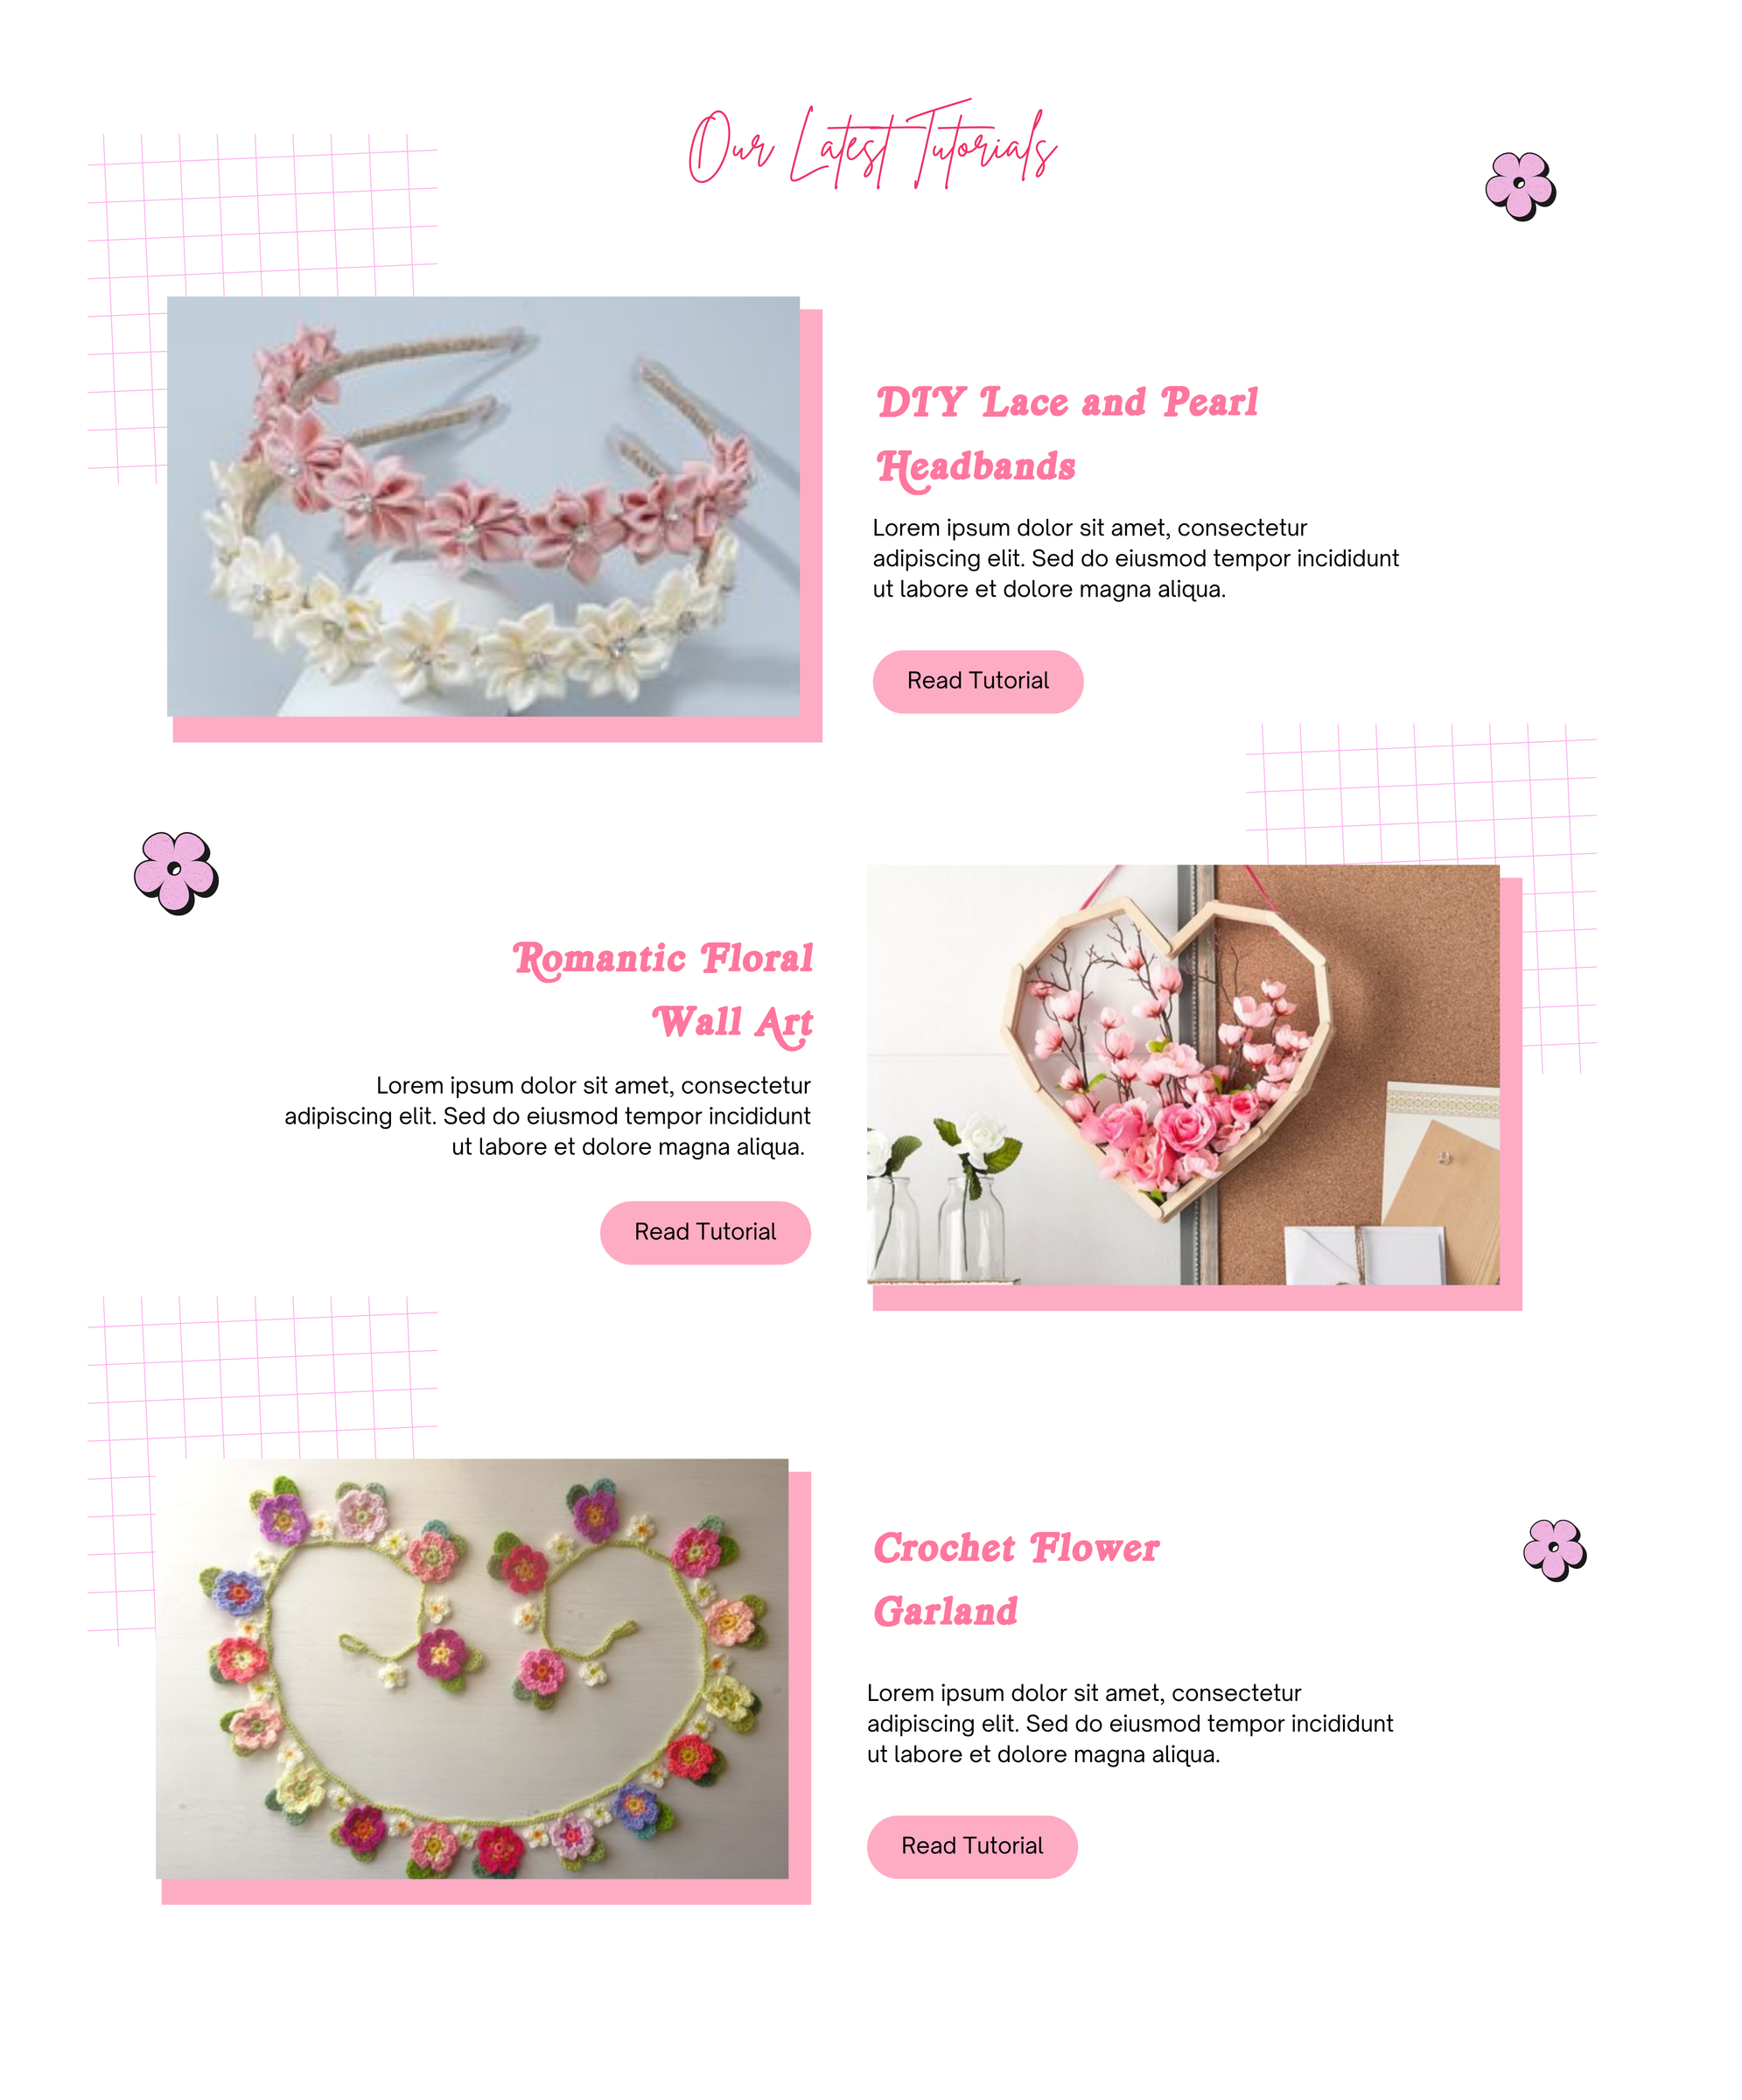 Our Latest Tutorials
DIY Lace and Pearl
Headbands
Lorem ipsum dolor sit amet, consectetur
adipiscing elit. Sed do eiusmod tempor incididunt
ut labore et dolore magna aliqua.
Read Tutorial
Romantic Floral
Wall Art
Lorem ipsum dolor sit amet, consectetur
adipiscing elit. Sed do eiusmod tempor incididunt
ut labore et dolore magna aliqua.
Read Tutorial
Crochet Flower
Garland
Lorem ipsum dolor sit amet, consectetur
adipiscing elit. Sed do eiusmod tempor incididunt
ut labore et dolore magna aliqua.
Read Tutorial